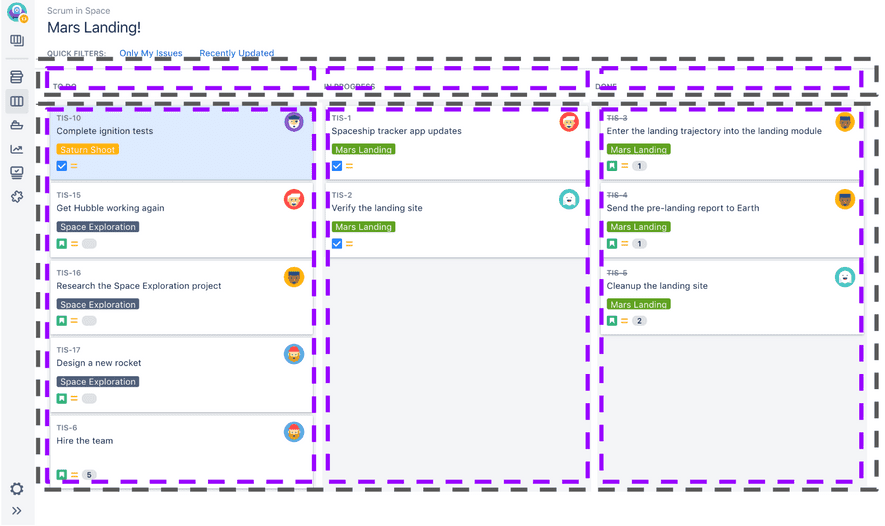 Scrum in Space
Mars Landing!
QUICK FILTERS: Only My Issues Recently Updated
TO DO IN PROGRESS DONE
TIS-10
Complete ignition tests
Saturn Shoot
TIS-15
Get Hubble working again
Space Exploration
TIS-16
Research the Space Exploration project
Space Exploration
TIS-17
Design a new rocket
Space Exploration
TIS-6
Hire the team
5
TIS-1
Spaceship tracker app updates
Mars Landing
TIS-2
Verify the landing site
Mars Landing
TIS-3
Enter the landing trajectory into the landing module
Mars Landing
1
TIS-4
Send the pre-landing report to Earth
Mars Landing
1
TIS-5
Cleanup the landing site
Mars Landing
2